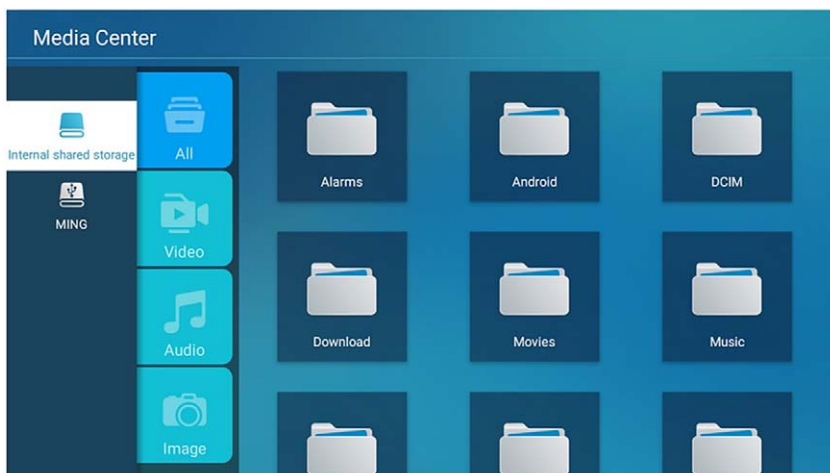 Media Center
Internal shared storage
MING
All
Video
Audio
Image
Alarms
Android
DCIM
Download
Movies
Music